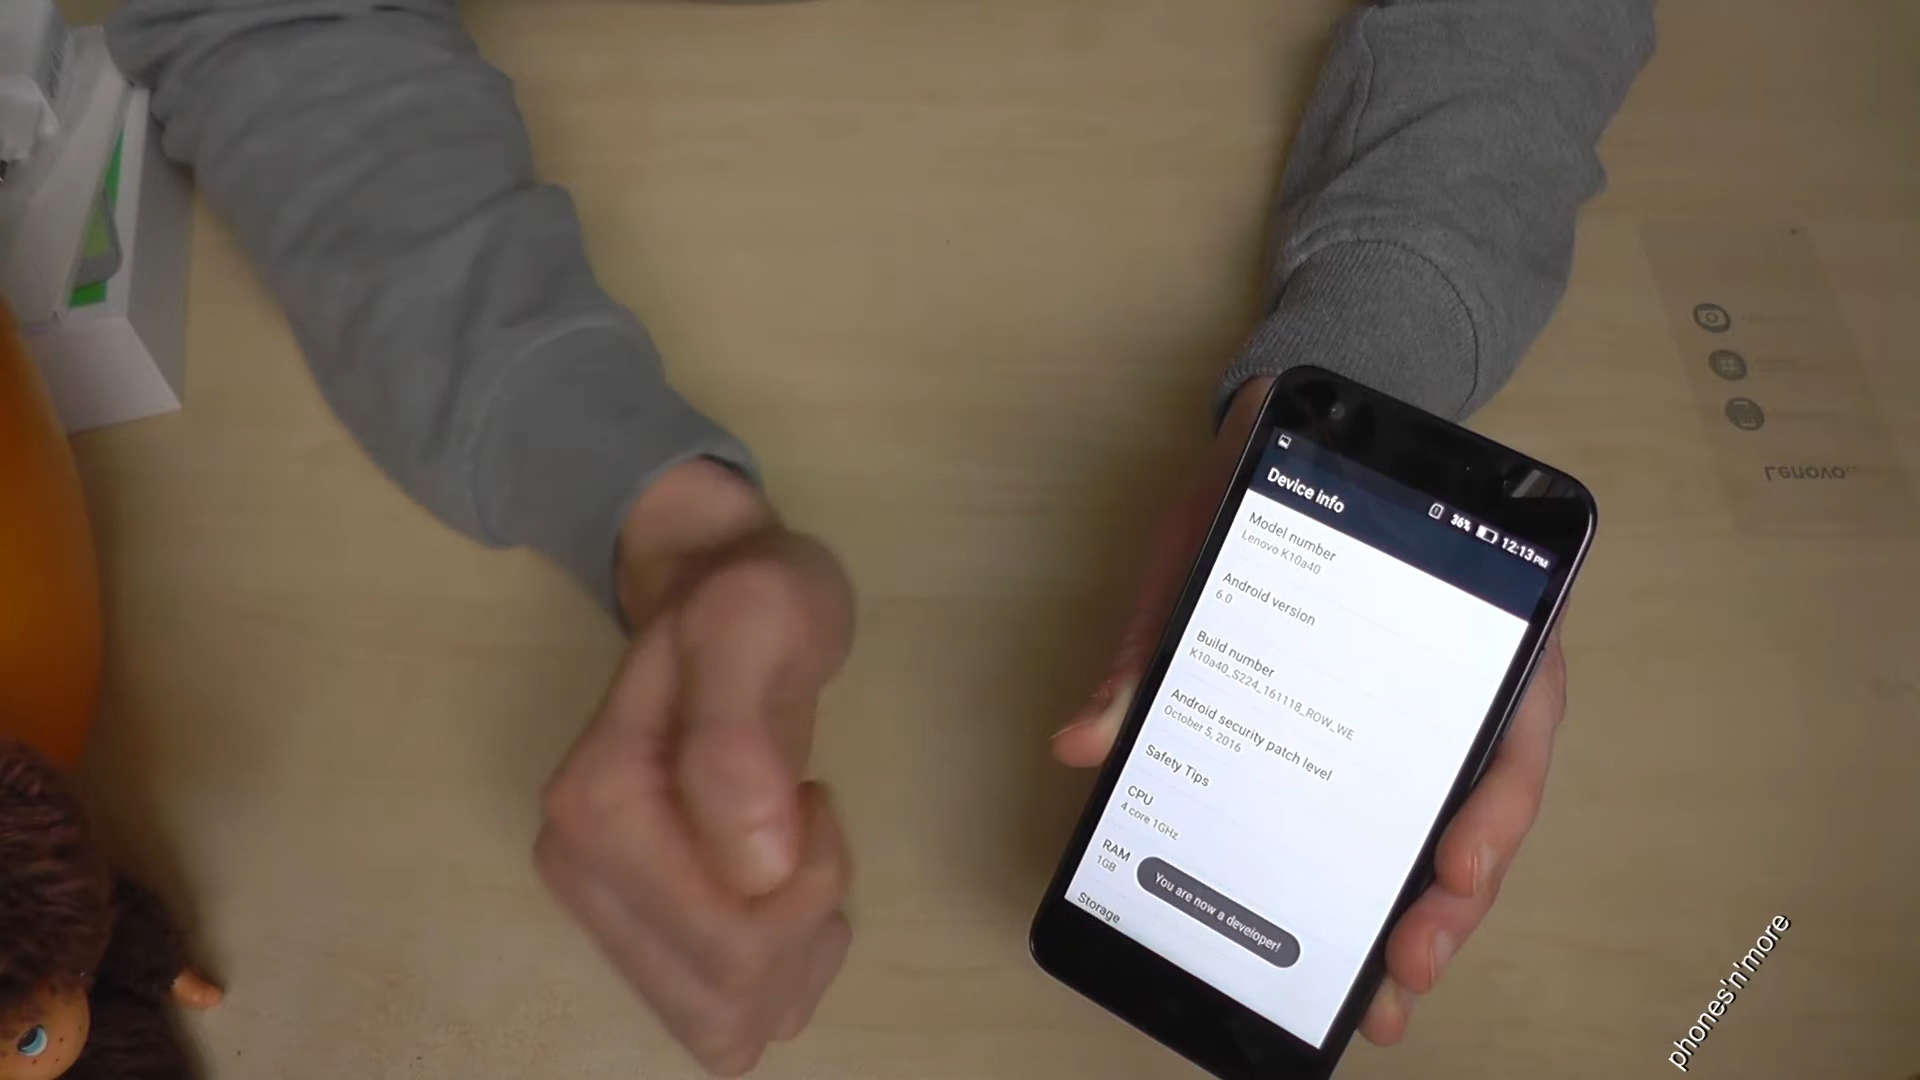 36% 12:13 PM
Device info
Model number
Lenovo K10a40
Android version
6.0
Build number
K10a40_S224_161118_ROW_WE
Android security patch level
October 5, 2016
Safety Tips
CPU
4 core 1GHz
RAM
1GB
Storage
You are now a developer!
Lenovo
phones'n'more